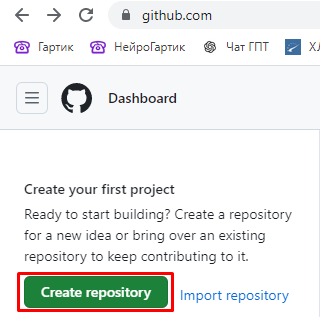 github.com
Гартик НейроГартик Чат ГПТ ХЛ
Dashboard
Create your first project
Ready to start building? Create a repository
for a new idea or bring over an existing
repository to keep contributing to it.
Create repository Import repository